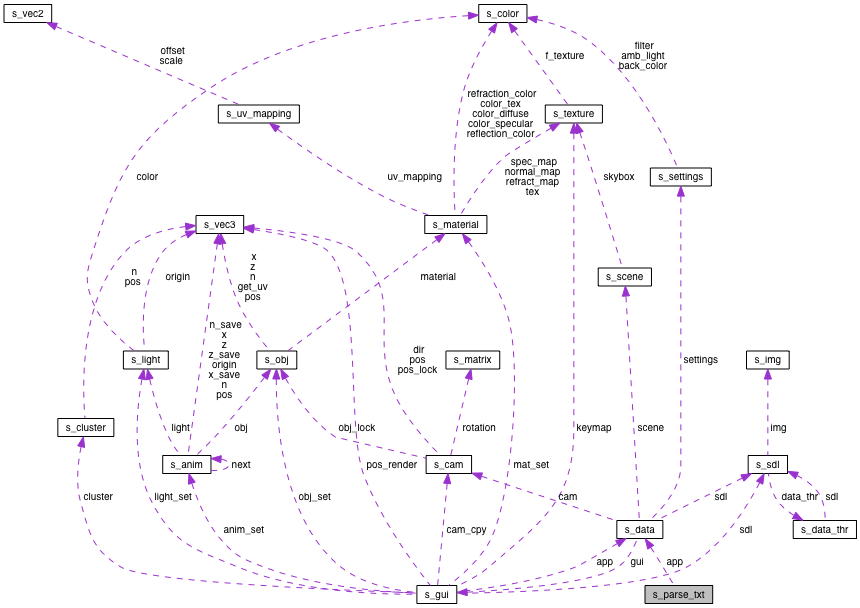 s_vec2
s_color
offset
scale
f_texture
filter
amb_light
back_color
s_uv_mapping
refraction_color
color_tex
color_diffuse
color_specular
reflection_color
s_texture
color
uv_mapping
spec_map
normal_map
refract_map
tex
skybox
s_settings
s_vec3
s_material
n
pos
origin
x
z
n
get_uv
pos
material
s_scene
n_save
x
z
z_save
origin
x_save
n
pos
s_light
s_obj
dir
pos
pos_lock
s_matrix
settings
s_img
s_cluster
light
obj
obj_lock
rotation
keymap
scene
img
s_anim
next
pos_render
s_cam
mat_set
s_sdl
cluster
light_set
obj_set
cam
sdl
data_thr
sdl
anim_set
cam_cpy
s_data
sdl
s_data_thr
app
gui
app
s_gui
s_parse_txt